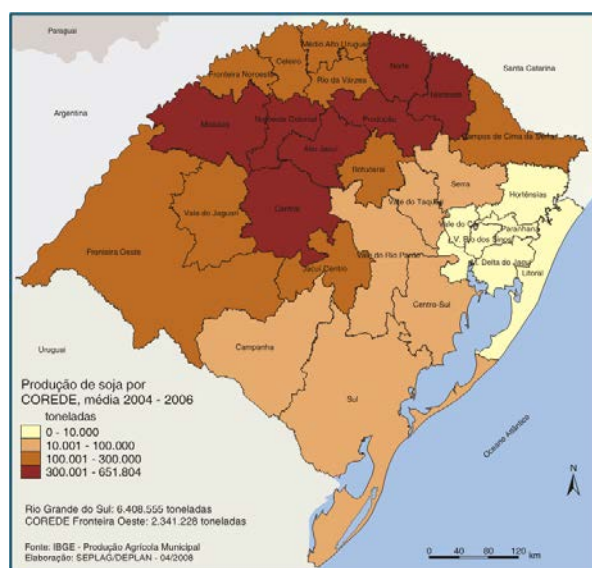 Paraguai
Santa Catarina
Argentina
Médio Alto Uruguai
Celeiro
Norte
Fronteira Noroeste
Rio da Várzea
Nordeste
Missões
Noroeste Colonial
Produção
Campos de Cima da Serra
Alto Jacuí
Botucaraí
Serra
Hortênsias
Vale do Jaguari
Central
Vale do Taquari
Vale do Caí
Paranhana
V. Rio dos Sinos
Fronteira Oeste
Jacuí Centro
Vale do Rio Pardo
M. Delta do Jacuí
Litoral
Centro-Sul
Campanha
Uruguai
Sul
Oceano Atlântico
Produção de soja por
COREDE, média 2004 - 2006
toneladas
0 - 10.000
10.001 - 100.000
100.001 - 300.000
300.001 - 651.804
Rio Grande do Sul: 6.408.555 toneladas
COREDE Fronteira Oeste: 2.341.228 toneladas
Fonte: IBGE - Produção Agrícola Municipal
Elaboração: SEPLAG/DEPLAN - 04/2008
N
0 40 80 120
km